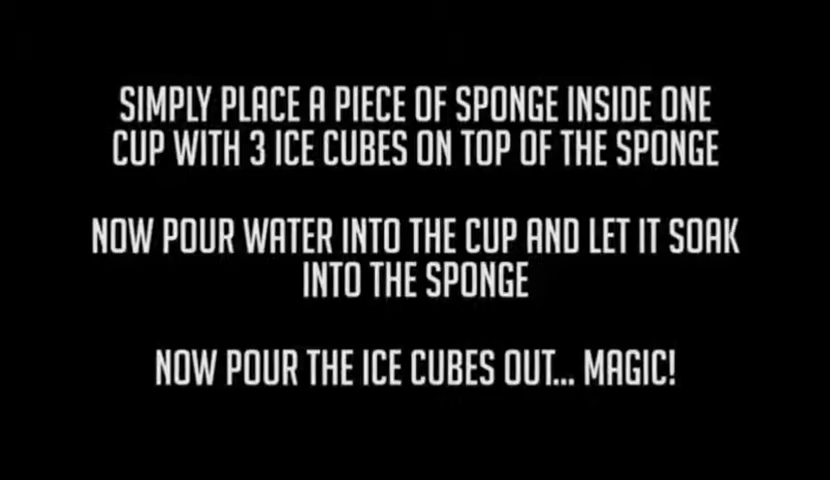 SIMPLY PLACE A PIECE OF SPONGE INSIDE ONE
CUP WITH 3 ICE CUBES ON TOP OF THE SPONGE
NOW POUR WATER INTO THE CUP AND LET IT SOAK
INTO THE SPONGE
NOW POUR THE ICE CUBES OUT... MAGIC!